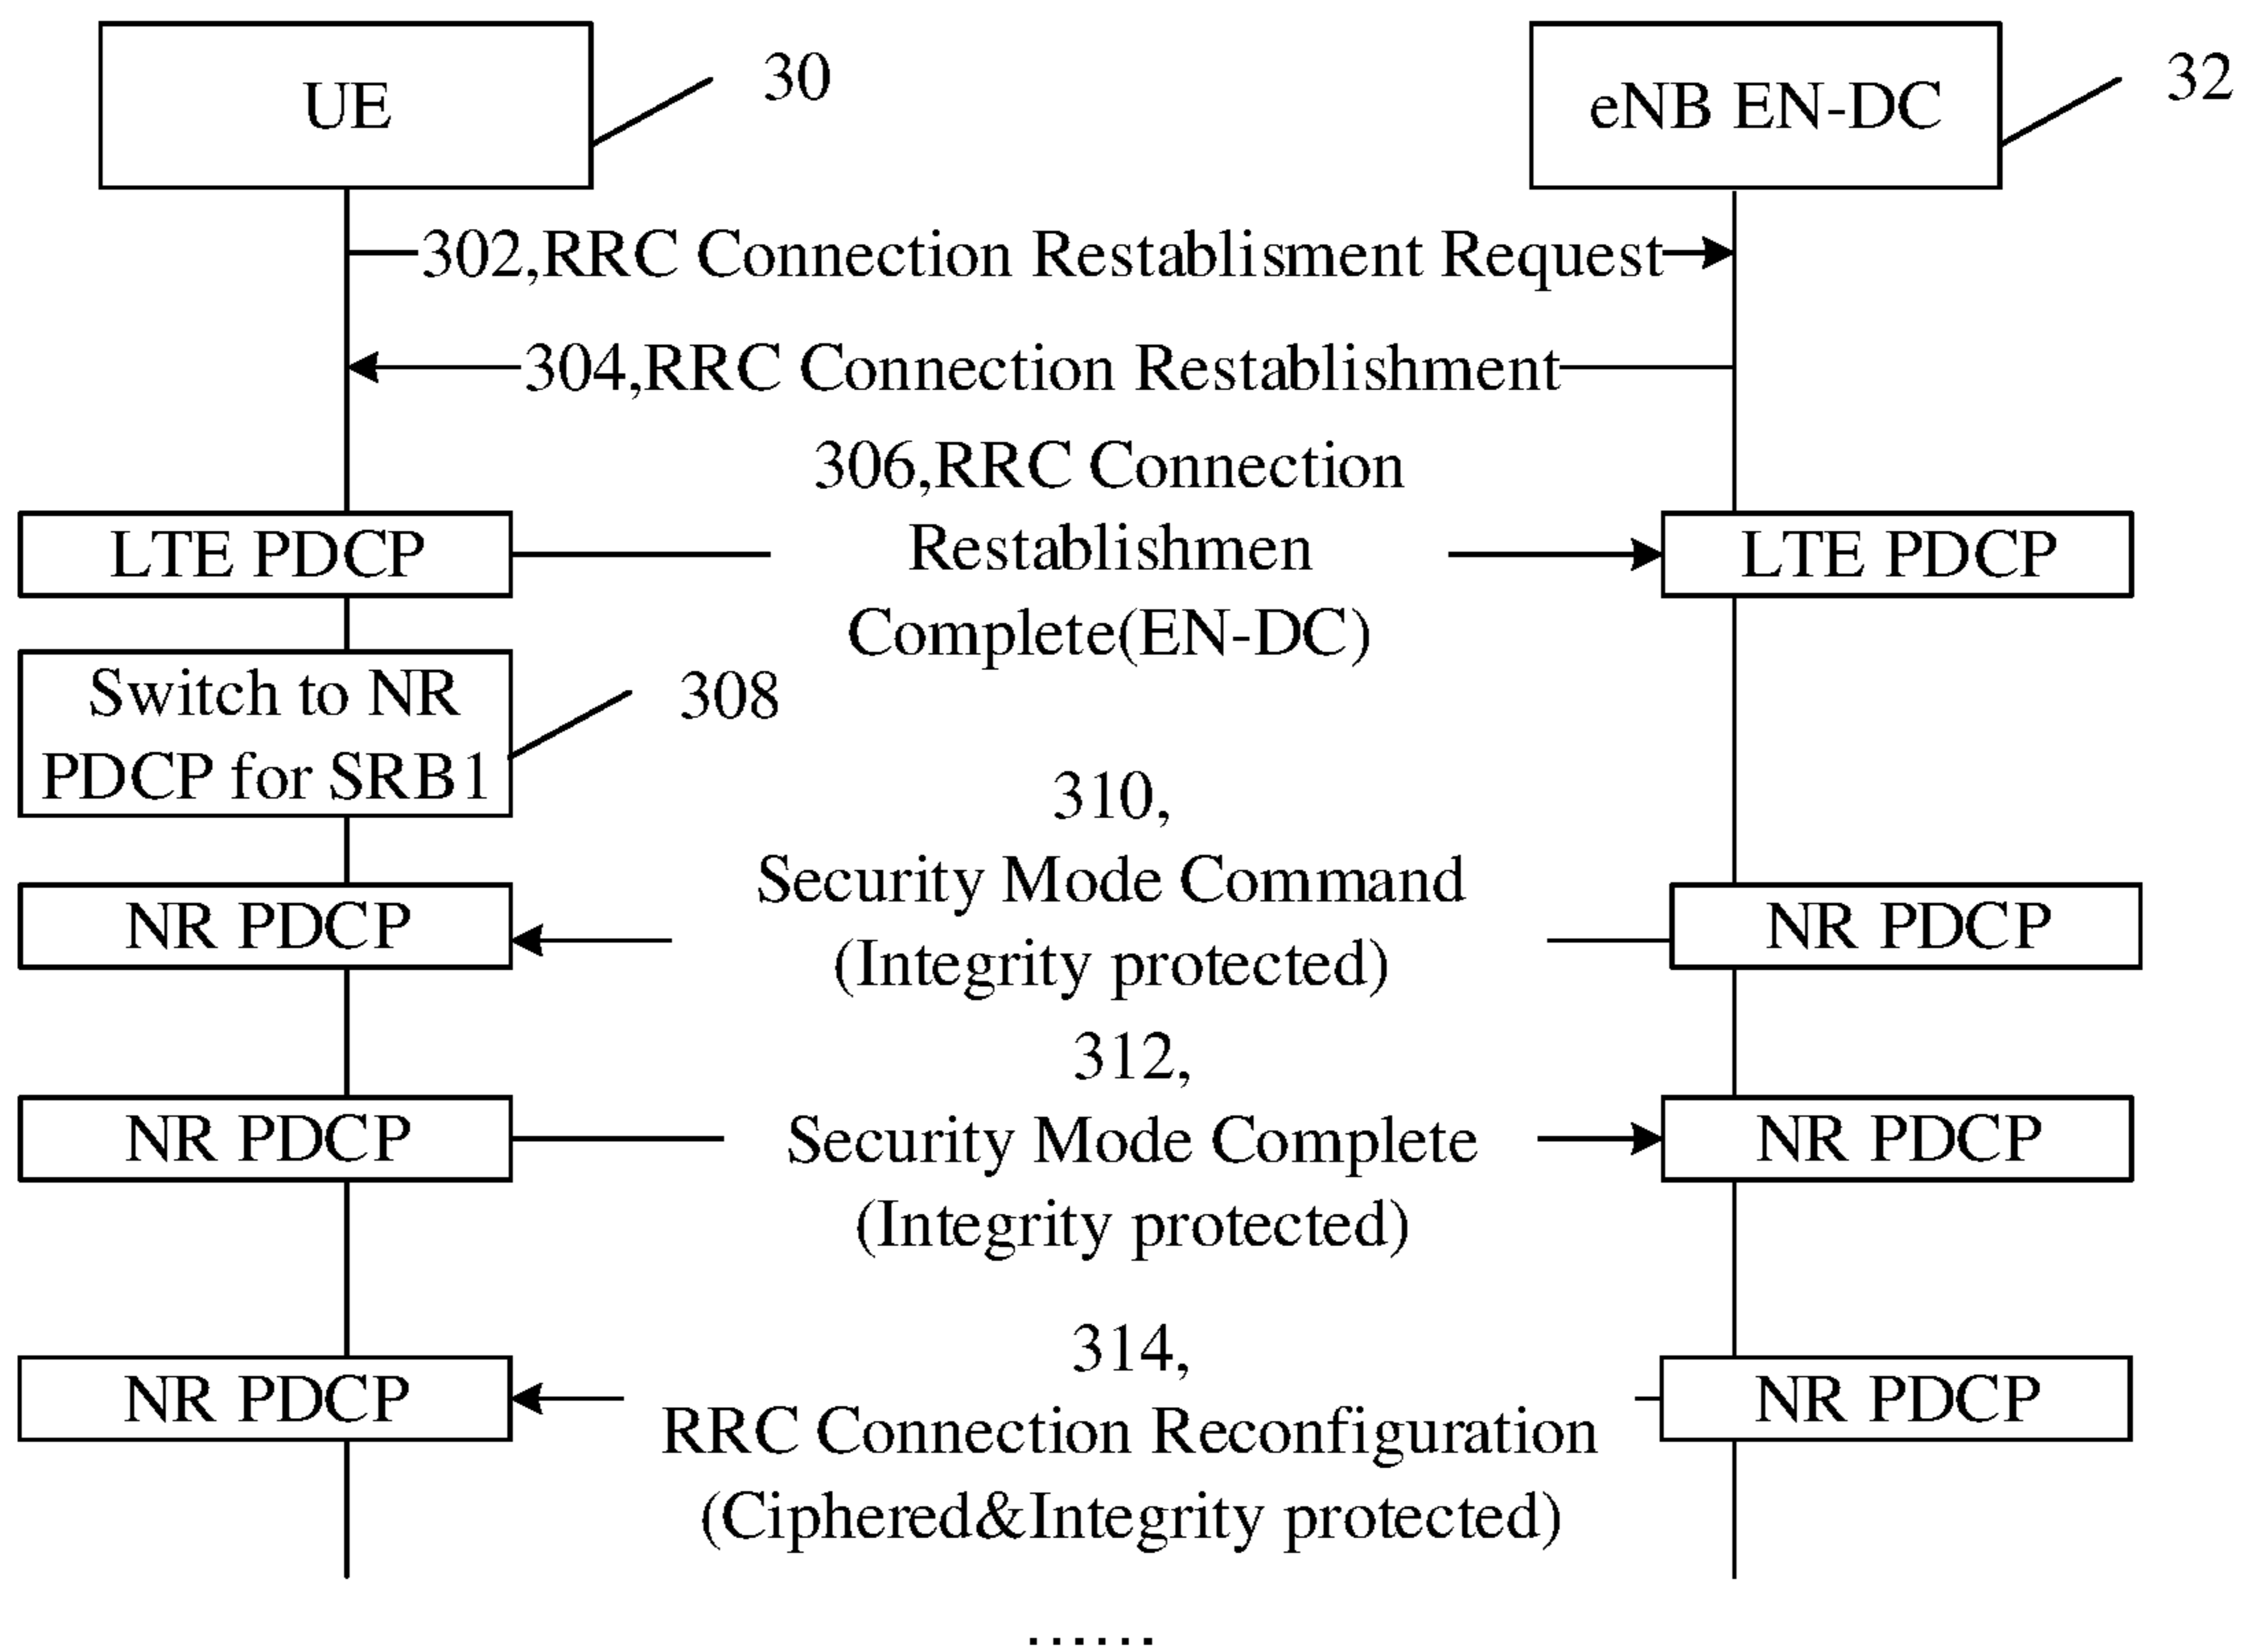 UE
30
eNB EN-DC
32
302,RRC Connection Restablisment Request
304,RRC Connection Restablishment
306,RRC Connection
Restablishmen
Complete(EN-DC)
LTE PDCP
LTE PDCP
Switch to NR
PDCP for SRB1
308
310,
Security Mode Command
(Integrity protected)
NR PDCP
NR PDCP
312,
Security Mode Complete
(Integrity protected)
NR PDCP
NR PDCP
314,
RRC Connection Reconfiguration
(Ciphered&Integrity protected)
NR PDCP
NR PDCP
......